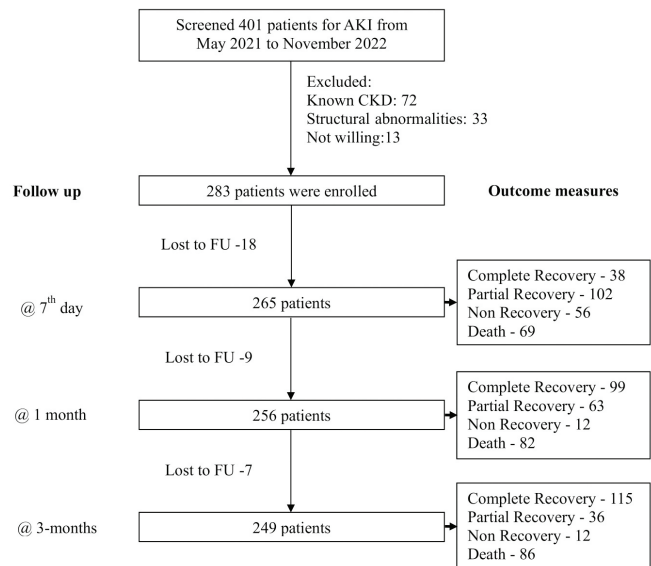 Screened 401 patients for AKI from
May 2021 to November 2022
Excluded:
Known CKD: 72
Structural abnormalities: 33
Not willing:13
Follow up
283 patients were enrolled
Outcome measures
Lost to FU -18
@ 7th day
265 patients
Complete Recovery - 38
Partial Recovery - 102
Non Recovery - 56
Death - 69
Lost to FU -9
@ 1 month
256 patients
Complete Recovery - 99
Partial Recovery - 63
Non Recovery - 12
Death - 82
Lost to FU -7
@ 3-months
249 patients
Complete Recovery - 115
Partial Recovery - 36
Non Recovery - 12
Death - 86